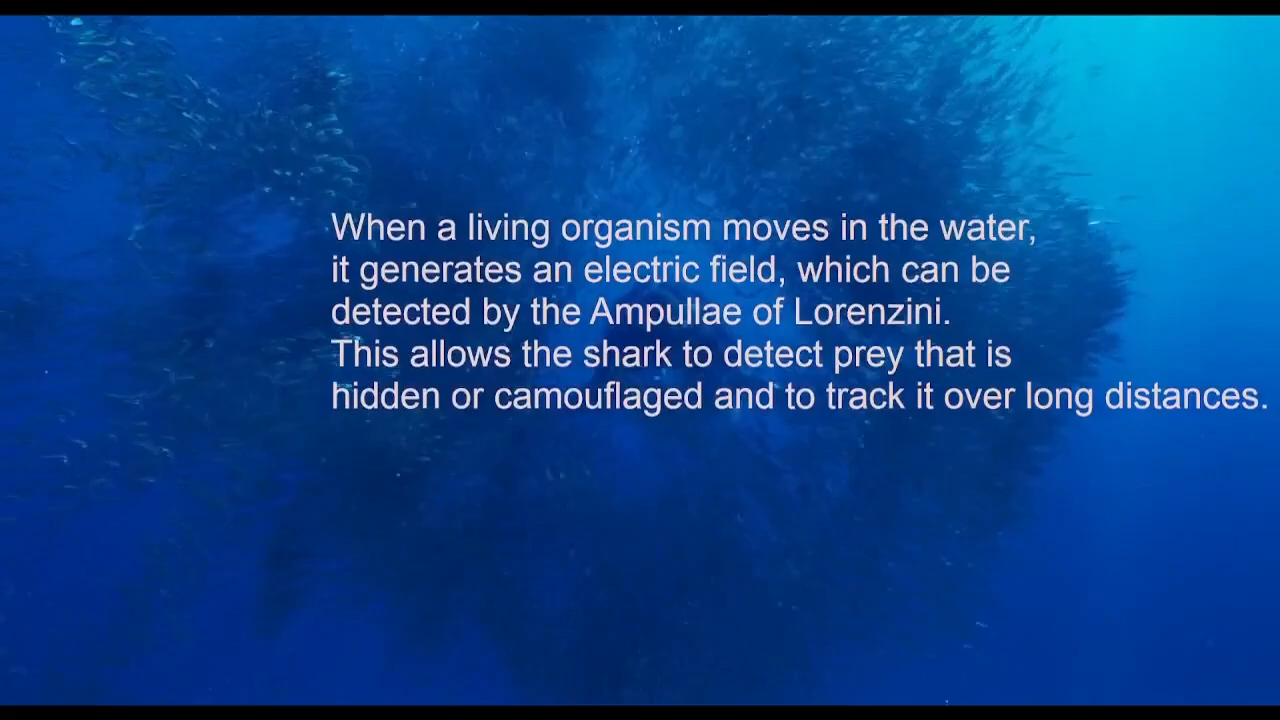 When a living organism moves in the water,
it generates an electric field, which can be
detected by the Ampullae of Lorenzini.
This allows the shark to detect prey that is
hidden or camouflaged and to track it over long distances.